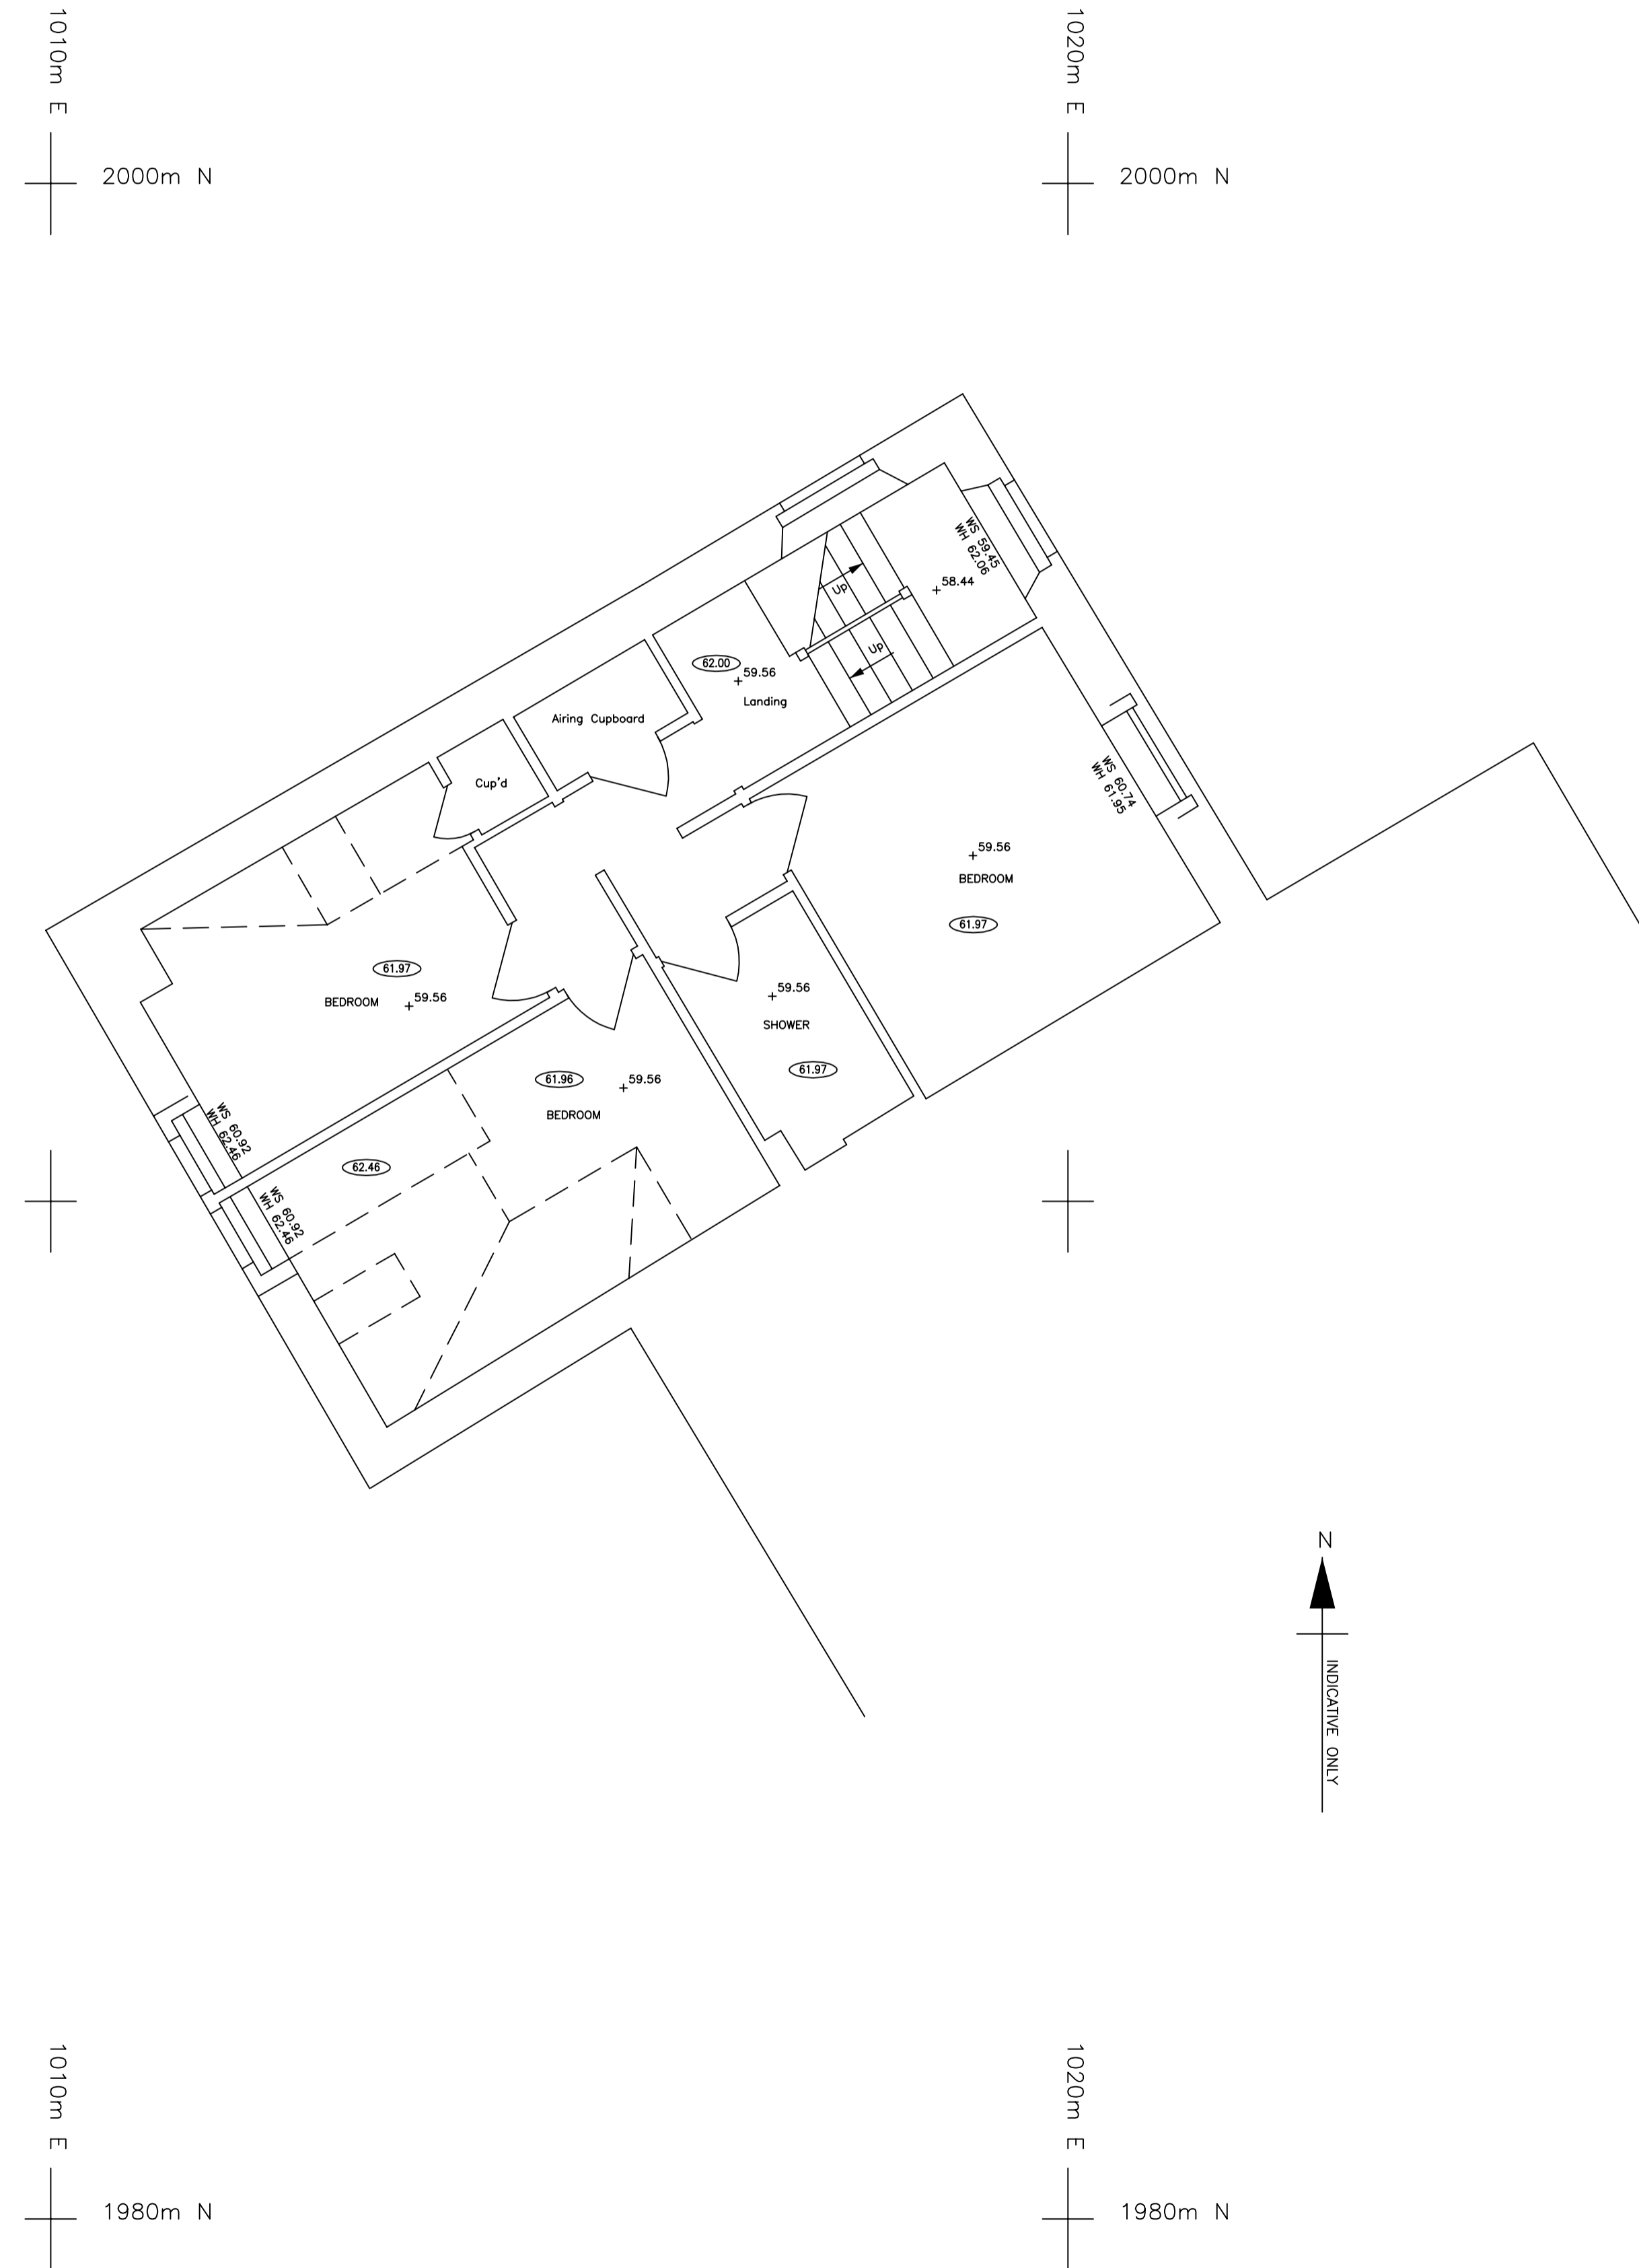 1010m E
1020m E
2000m N
2000m N
WS 59.45
WH 62.06
58.44
UP
UP
62.00
59.56
Landing
Airing Cupboard
Cup'd
WS 60.74
WH 61.95
59.56
BEDROOM
61.97
61.97
BEDROOM
59.56
59.56
SHOWER
61.97
61.96
59.56
BEDROOM
WS 60.92
WH 62.46
62.46
WS 60.92
WH 62.46
N
INDICATIVE ONLY
1010m E
1020m E
1980m N
1980m N